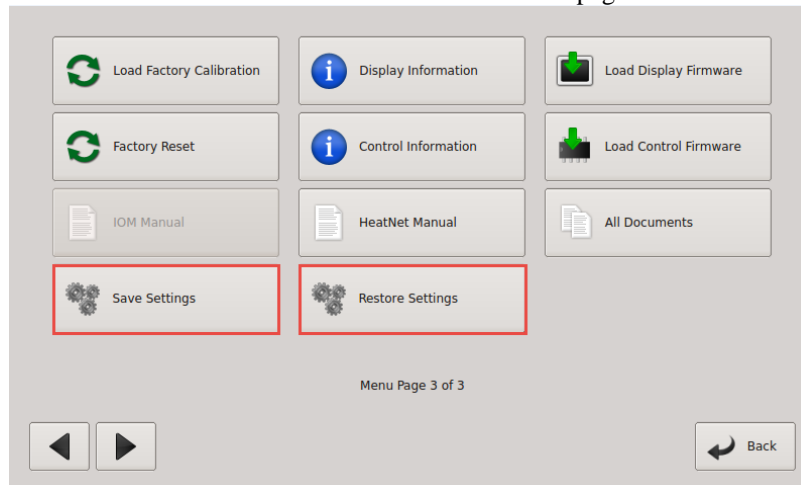 page
Load Factory Calibration
Display Information
Load Display Firmware
Factory Reset
Control Information
Load Control Firmware
IOM Manual
HeatNet Manual
All Documents
Save Settings
Restore Settings
Menu Page 3 of 3
Back